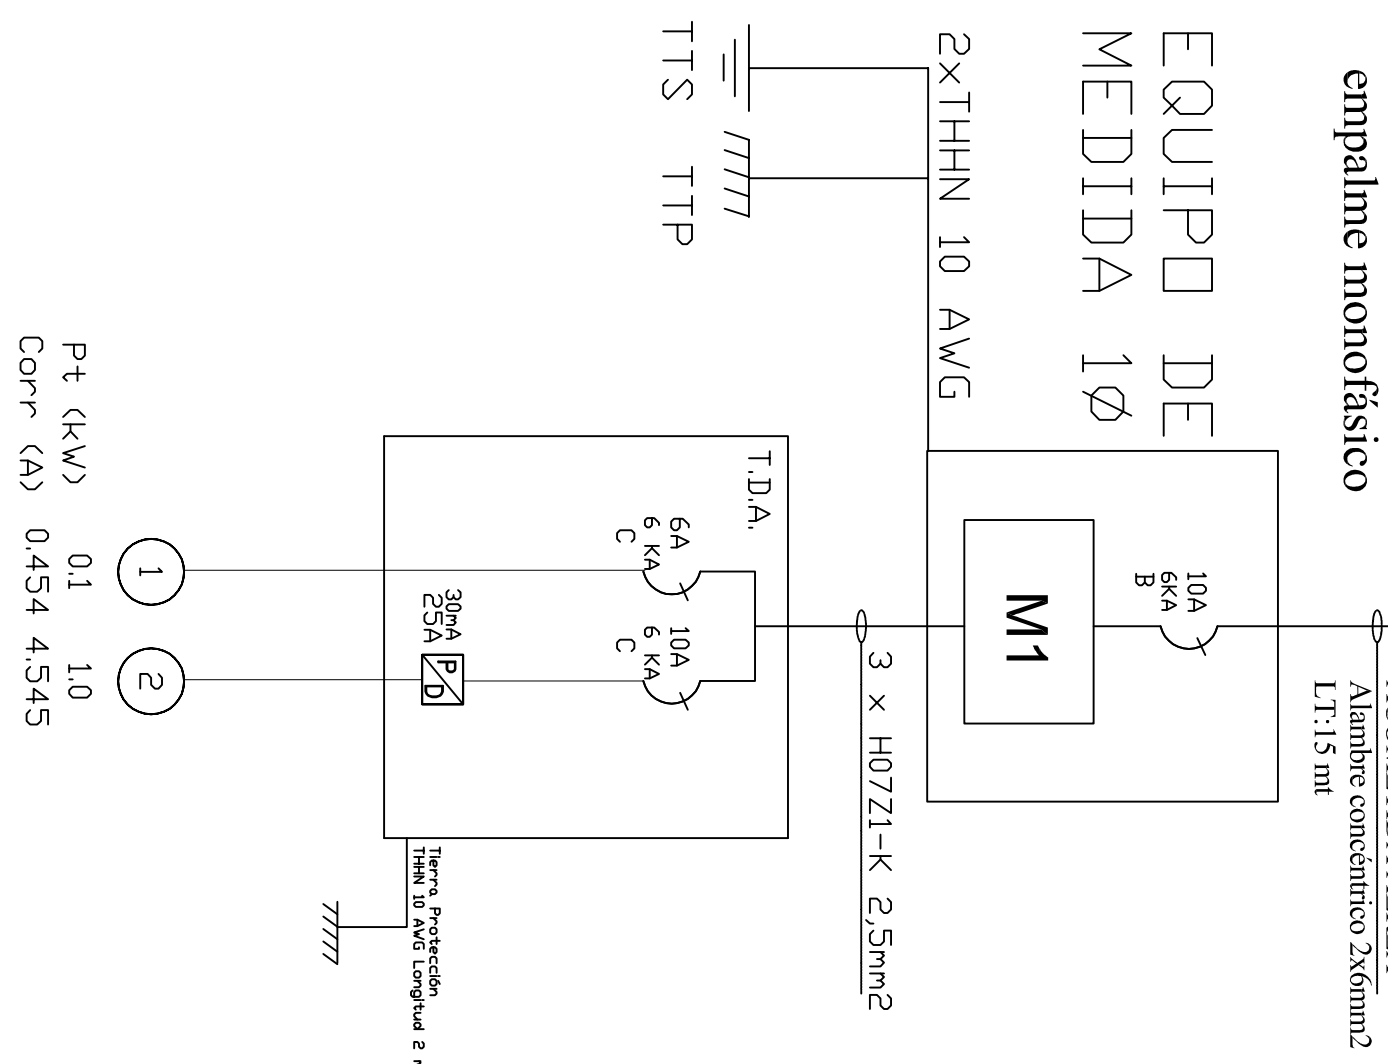 empalme monofásico
Alambre concéntrico 2x6mm2
LT:15 mt
EQUIPO DE
MEDIDA 1Ø
10A
6KA
B
M1
2xTHHN 10 AWG
TTS TTP
3 x H07Z1-K 2,5mm2
T.D.A.
6A
6 KA
C
10A
6 KA
C
30mA
25A
P
D
Tierra Protección
THHN 10 AWG Longitud 2
1
2
Pt (kW) 0.1 1.0
Corr (A) 0.454 4.545